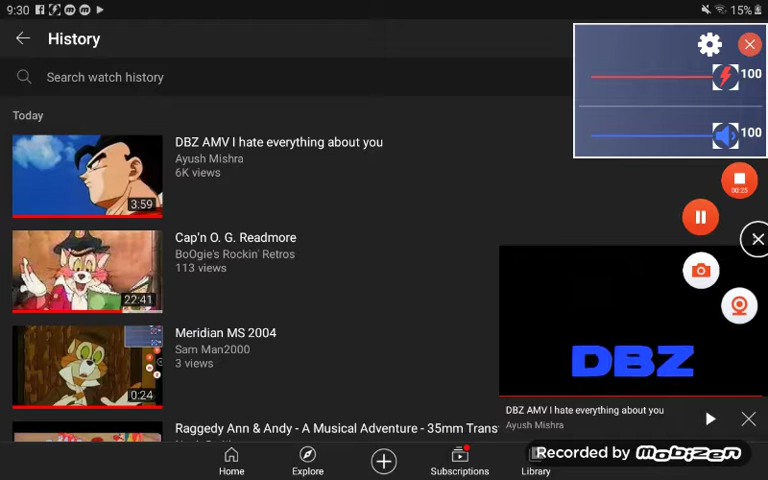 9:30
15%
History
Search watch history
Today
DBZ AMV I hate everything about you
Ayush Mishra
6K views
3:59
Cap'n O. G. Readmore
BoOgie's Rockin' Retros
113 views
22:41
Meridian MS 2004
Sam Man2000
3 views
0:24
Raggedy Ann & Andy - A Musical Adventure - 35mm Trans
100
100
00:25
DBZ
DBZ AMV I hate everything about you
Ayush Mishra
Recorded by mobizen
Home
Explore
Subscriptions
Library